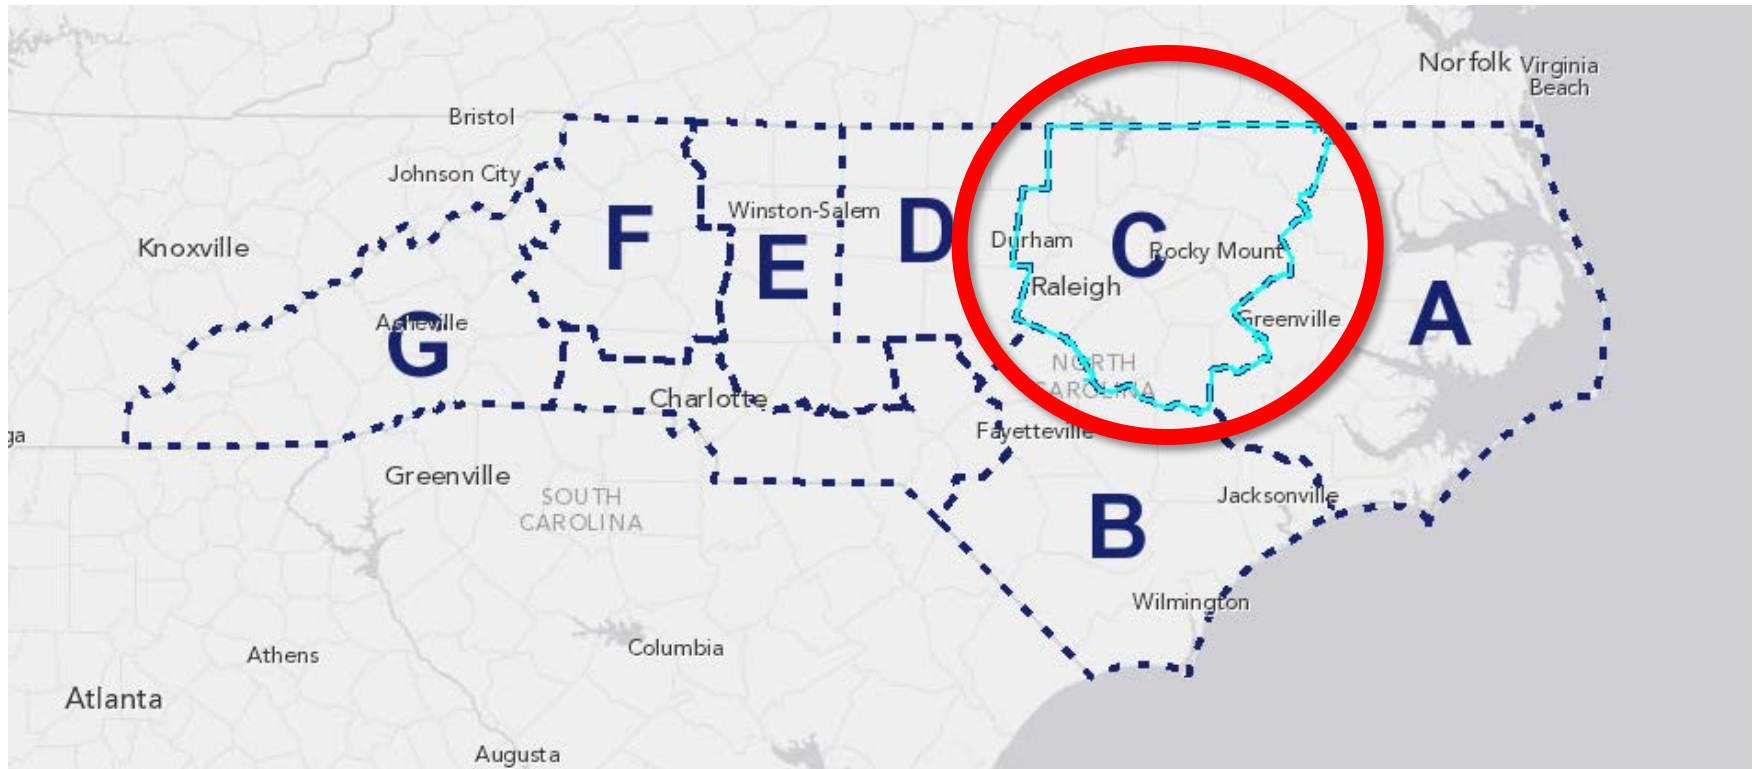 Norfolk
Virginia
Beach
Bristol
Johnson City
F
Winston-Salem
D
Knoxville
E
Durham
C
Rocky Mount
Raleigh
A
Asheville
G
Greenville
NORTH
CAROLINA
Charlotte
Fayetteville
ga
Greenville
SOUTH
CAROLINA
Jacksonville
B
Wilmington
Athens
Columbia
Atlanta
Augusta